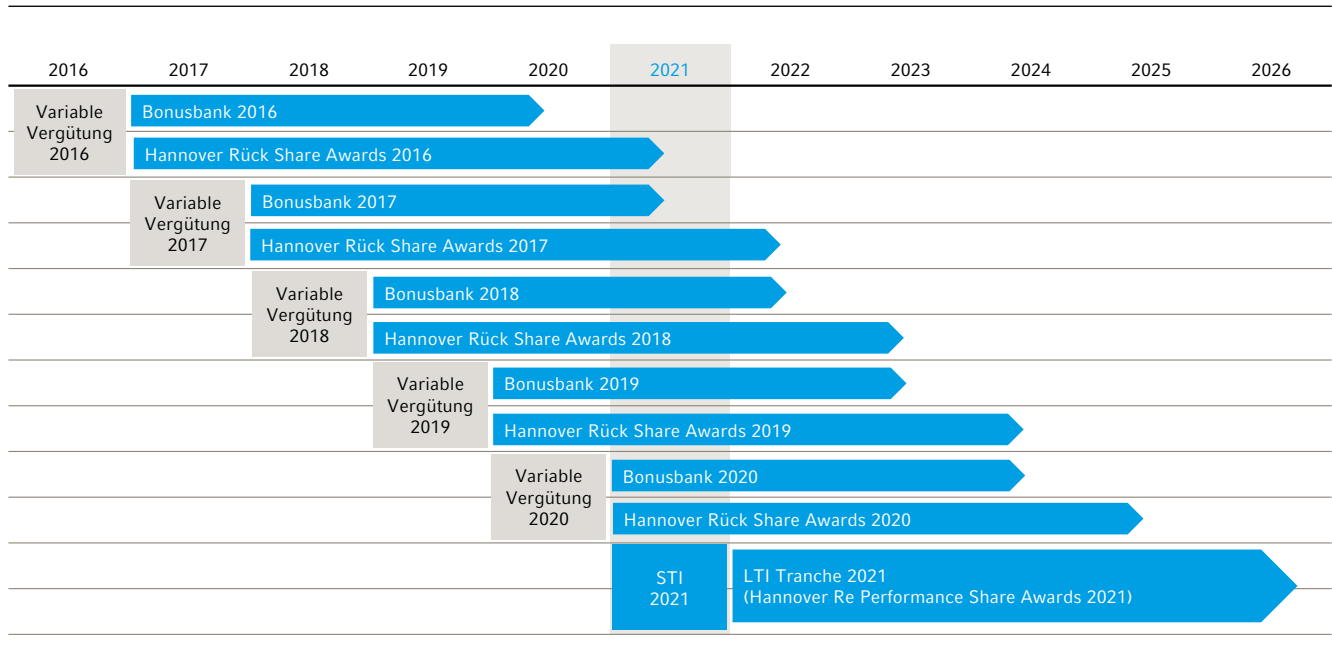 2016 2017 2018 2019 2020 2021 2022 2023 2024 2025 2026
Variable
Vergütung
2016
Bonusbank 2016
Hannover Rück Share Awards 2016
Variable
Vergütung
2017
Bonusbank 2017
Hannover Rück Share Awards 2017
Variable
Vergütung
2018
Bonusbank 2018
Hannover Rück Share Awards 2018
Variable
Vergütung
2019
Bonusbank 2019
Hannover Rück Share Awards 2019
Variable
Vergütung
2020
Bonusbank 2020
Hannover Rück Share Awards 2020
STI
2021
LTI Tranche 2021
(Hannover Re Performance Share Awards 2021)